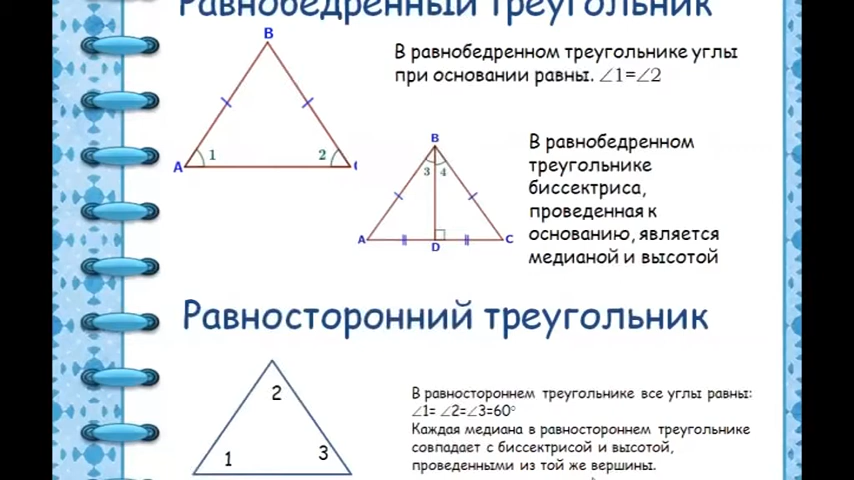 Равнобедренный треугольник
В равнобедренном треугольнике углы
при основании равны. ∠1=∠2
B
1
2
A
B
3 4
A
D
C
В равнобедренном
треугольнике
биссектриса,
проведенная к
основанию, является
медианой и высотой
Равносторонний треугольник
2
1
3
В равностороннем треугольнике все углы равны:
∠1= ∠2=∠3=60°
Каждая медиана в равностороннем треугольнике
совпадает с биссектрисой и высотой,
проведенными из той же вершины.